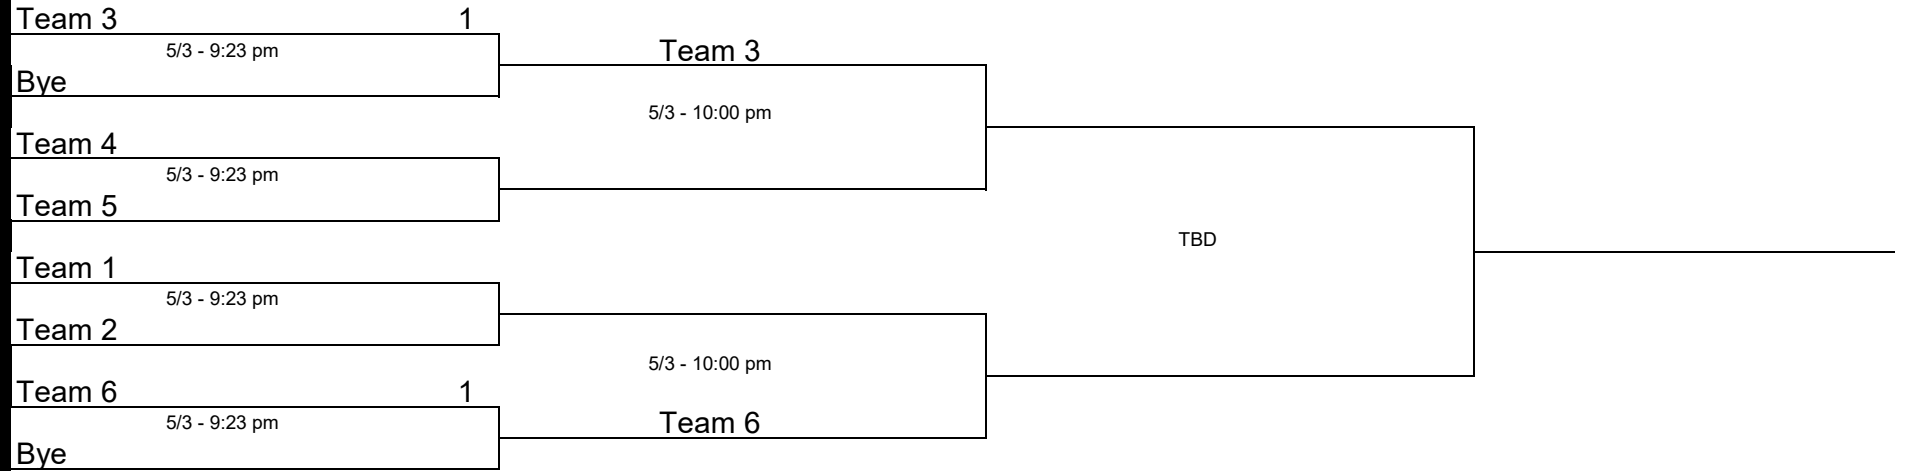 Team 3 1
5/3 - 9:23 pm
Bye
Team 4
5/3 - 9:23 pm
Team 5
Team 1
5/3 - 9:23 pm
Team 2
Team 6 1
5/3 - 9:23 pm
Bye
Team 3
5/3 - 10:00 pm
5/3 - 10:00 pm
Team 6
TBD